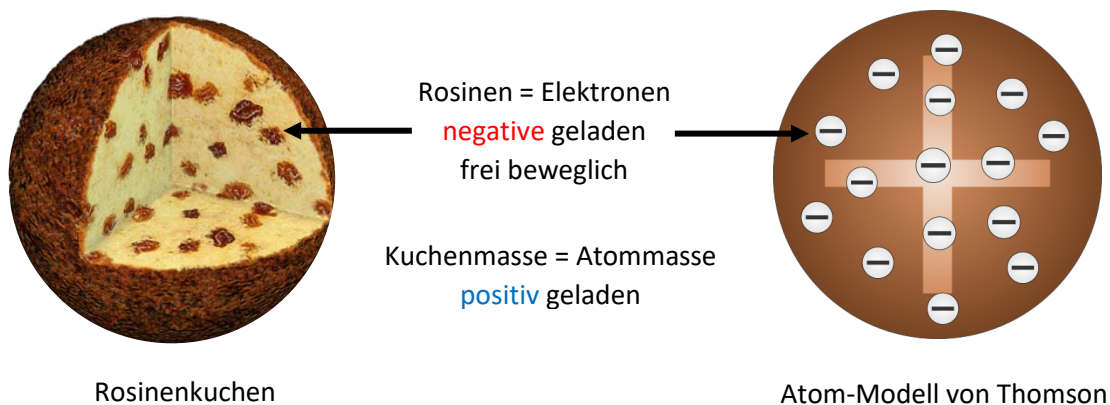 Rosinen = Elektronen
negative geladen
frei beweglich
Kuchenmasse = Atommasse
positiv geladen
Rosinenkuchen
Atom-Modell von Thomson